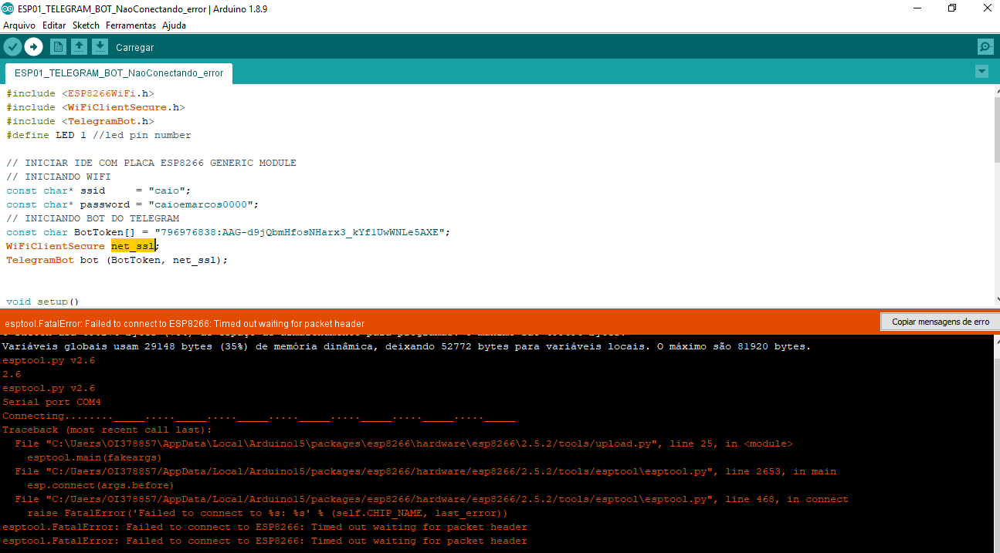 ESP01_TELEGRAM_BOT_NaoConectando_error | Arduino 1.8.9
Arquivo Editar Sketch Ferramentas Ajuda
Carregar
ESP01_TELEGRAM_BOT_NaoConectando_error
#include <ESP8266WiFi.h>
#include <WiFiClientSecure.h>
#include <TelegramBot.h>
#define LED 1 //led pin number
// INICIAR IDE COM PLACA ESP8266 GENERIC MODULE
// INICIANDO WIFI
const char* ssid     = "caio";
const char* password = "caioemarcos0000";
// INICIANDO BOT DO TELEGRAM
const char BotToken[] = "796976838:AAG-d9jQbmHfosNHarx3_kYflUwWNLe5AXE";
WiFiClientSecure net_ssl;
TelegramBot bot (BotToken, net_ssl);
void setup()
esptool.FatalError: Failed to connect to ESP8266: Timed out waiting for packet header
Copiar mensagens de erro
Variáveis globais usam 29148 bytes (35%) de memória dinâmica, deixando 52772 bytes para variáveis locais. O máximo são 81920 bytes.
esptool.py v2.6
2.6
esptool.py v2.6
Serial port COM4
Connecting........_____....._____....._____....._____....._____....._____....._____
Traceback (most recent call last):
  File "C:\Users\OI378857\AppData\Local\Arduino15\packages\esp8266\hardware\esp8266\2.5.2/tools/upload.py", line 25, in <module>
    esptool.main(fakeargs)
  File "C:/Users/OI378857/AppData/Local/Arduino15/packages/esp8266/hardware/esp8266/2.5.2/tools/esptool\esptool.py", line 2653, in main
    esp.connect(args.before)
  File "C:/Users/OI378857/AppData/Local/Arduino15/packages/esp8266/hardware/esp8266/2.5.2/tools/esptool\esptool.py", line 468, in connect
    raise FatalError('Failed to connect to %s: %s' % (self.CHIP_NAME, last_error))
esptool.FatalError: Failed to connect to ESP8266: Timed out waiting for packet header
esptool.FatalError: Failed to connect to ESP8266: Timed out waiting for packet header